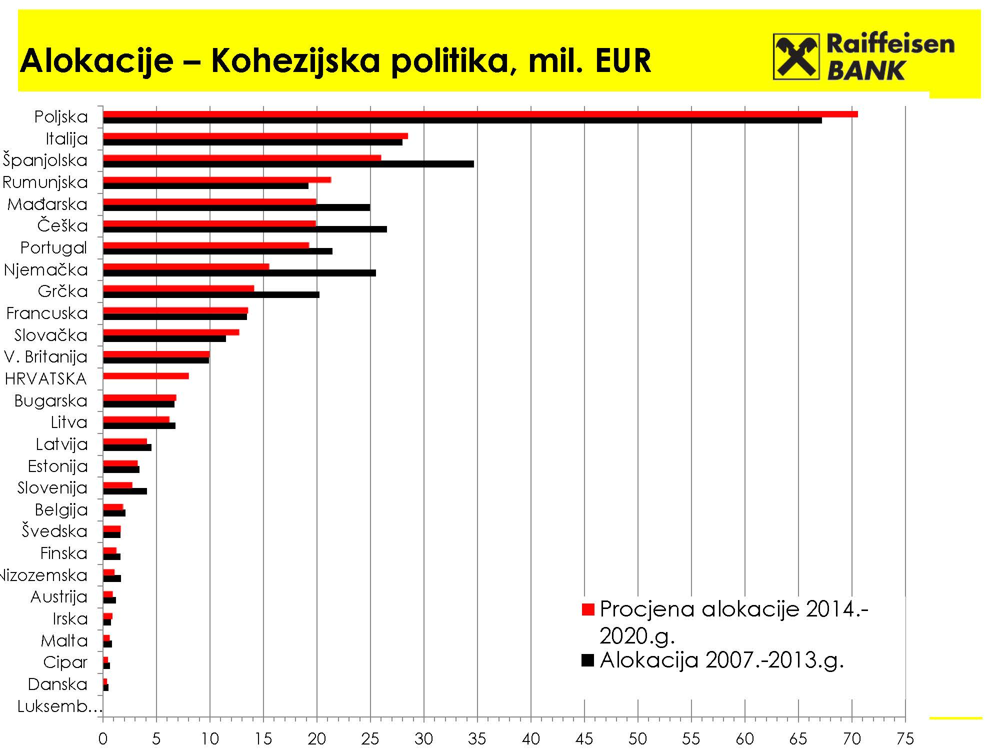 Alokacije – Kohezijska politika, mil. EUR
Raiffeisen
BANK
Poljska
Italija
Španjolska
Rumunjska
Mađarska
Češka
Portugal
Njemačka
Grčka
Francuska
Slovačka
V. Britanija
HRVATSKA
Bugarska
Litva
Latvija
Estonija
Slovenija
Belgija
Švedska
Finska
Nizozemska
Austrija
Irska
Malta
Cipar
Danska
Luksemb...
Procjena alokacije 2014.-
2020.g.
Alokacija 2007.-2013.g.
0 5 10 15 20 25 30 35 40 45 50 55 60 65 70 75